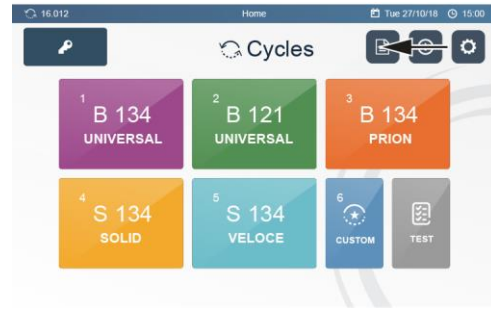 16.012 Home Tue 27/10/18 15:00
Cycles
1 2 3
B 134 B 121 B 134
UNIVERSAL UNIVERSAL PRION
4 5 6
S 134 S 134
SOLID VELOCE CUSTOM TEST